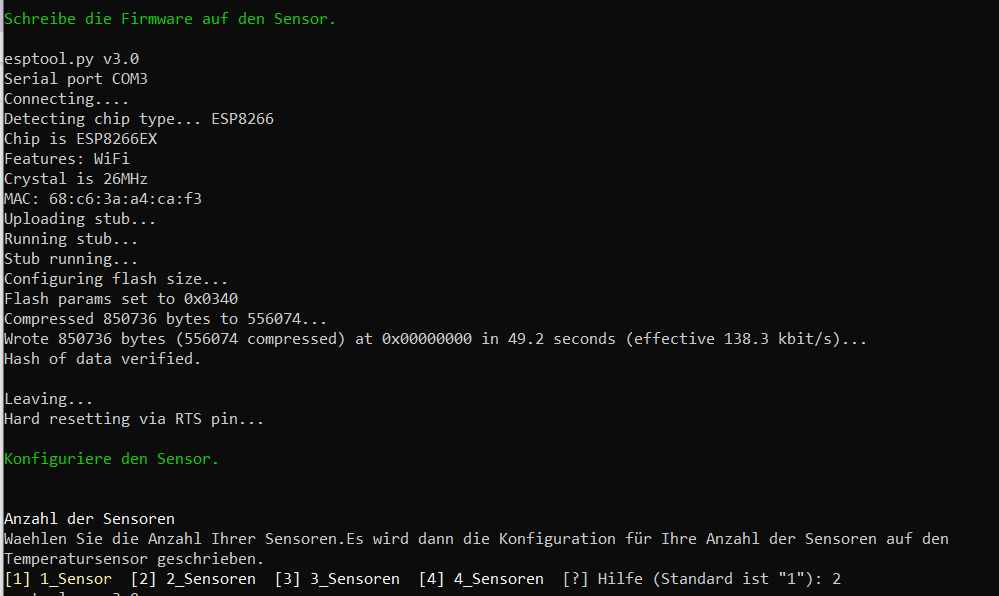 Schreibe die Firmware auf den Sensor.
esptool.py v3.0
Serial port COM3
Connecting....
Detecting chip type... ESP8266
Chip is ESP8266EX
Features: WiFi
Crystal is 26MHz
MAC: 68:c6:3a:a4:ca:f3
Uploading stub...
Running stub...
Stub running...
Configuring flash size...
Flash params set to 0x0340
Compressed 850736 bytes to 556074...
Wrote 850736 bytes (556074 compressed) at 0x00000000 in 49.2 seconds (effective 138.3 kbit/s)...
Hash of data verified.
Leaving...
Hard resetting via RTS pin...
Konfiguriere den Sensor.
Anzahl der Sensoren
Waehlen Sie die Anzahl Ihrer Sensoren.Es wird dann die Konfiguration für Ihre Anzahl der Sensoren auf den
Temperatursensor geschrieben.
[1] 1_Sensor  [2] 2_Sensoren  [3] 3_Sensoren  [4] 4_Sensoren  [?] Hilfe (Standard ist "1"): 2